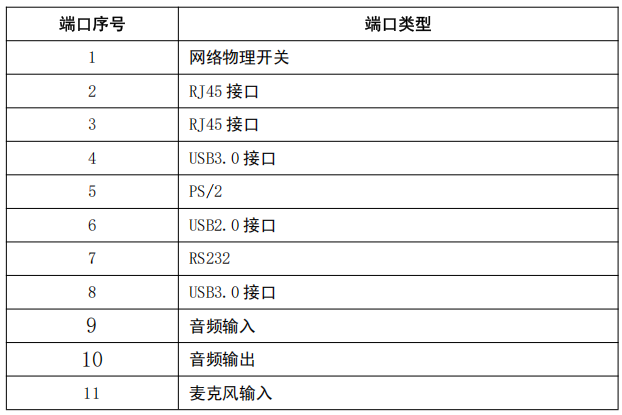 端口序号 端口类型
1 网络物理开关
2 RJ45 接口
3 RJ45 接口
4 USB3.0 接口
5 PS/2
6 USB2.0 接口
7 RS232
8 USB3.0 接口
9 音频输入
10 音频输出
11 麦克风输入